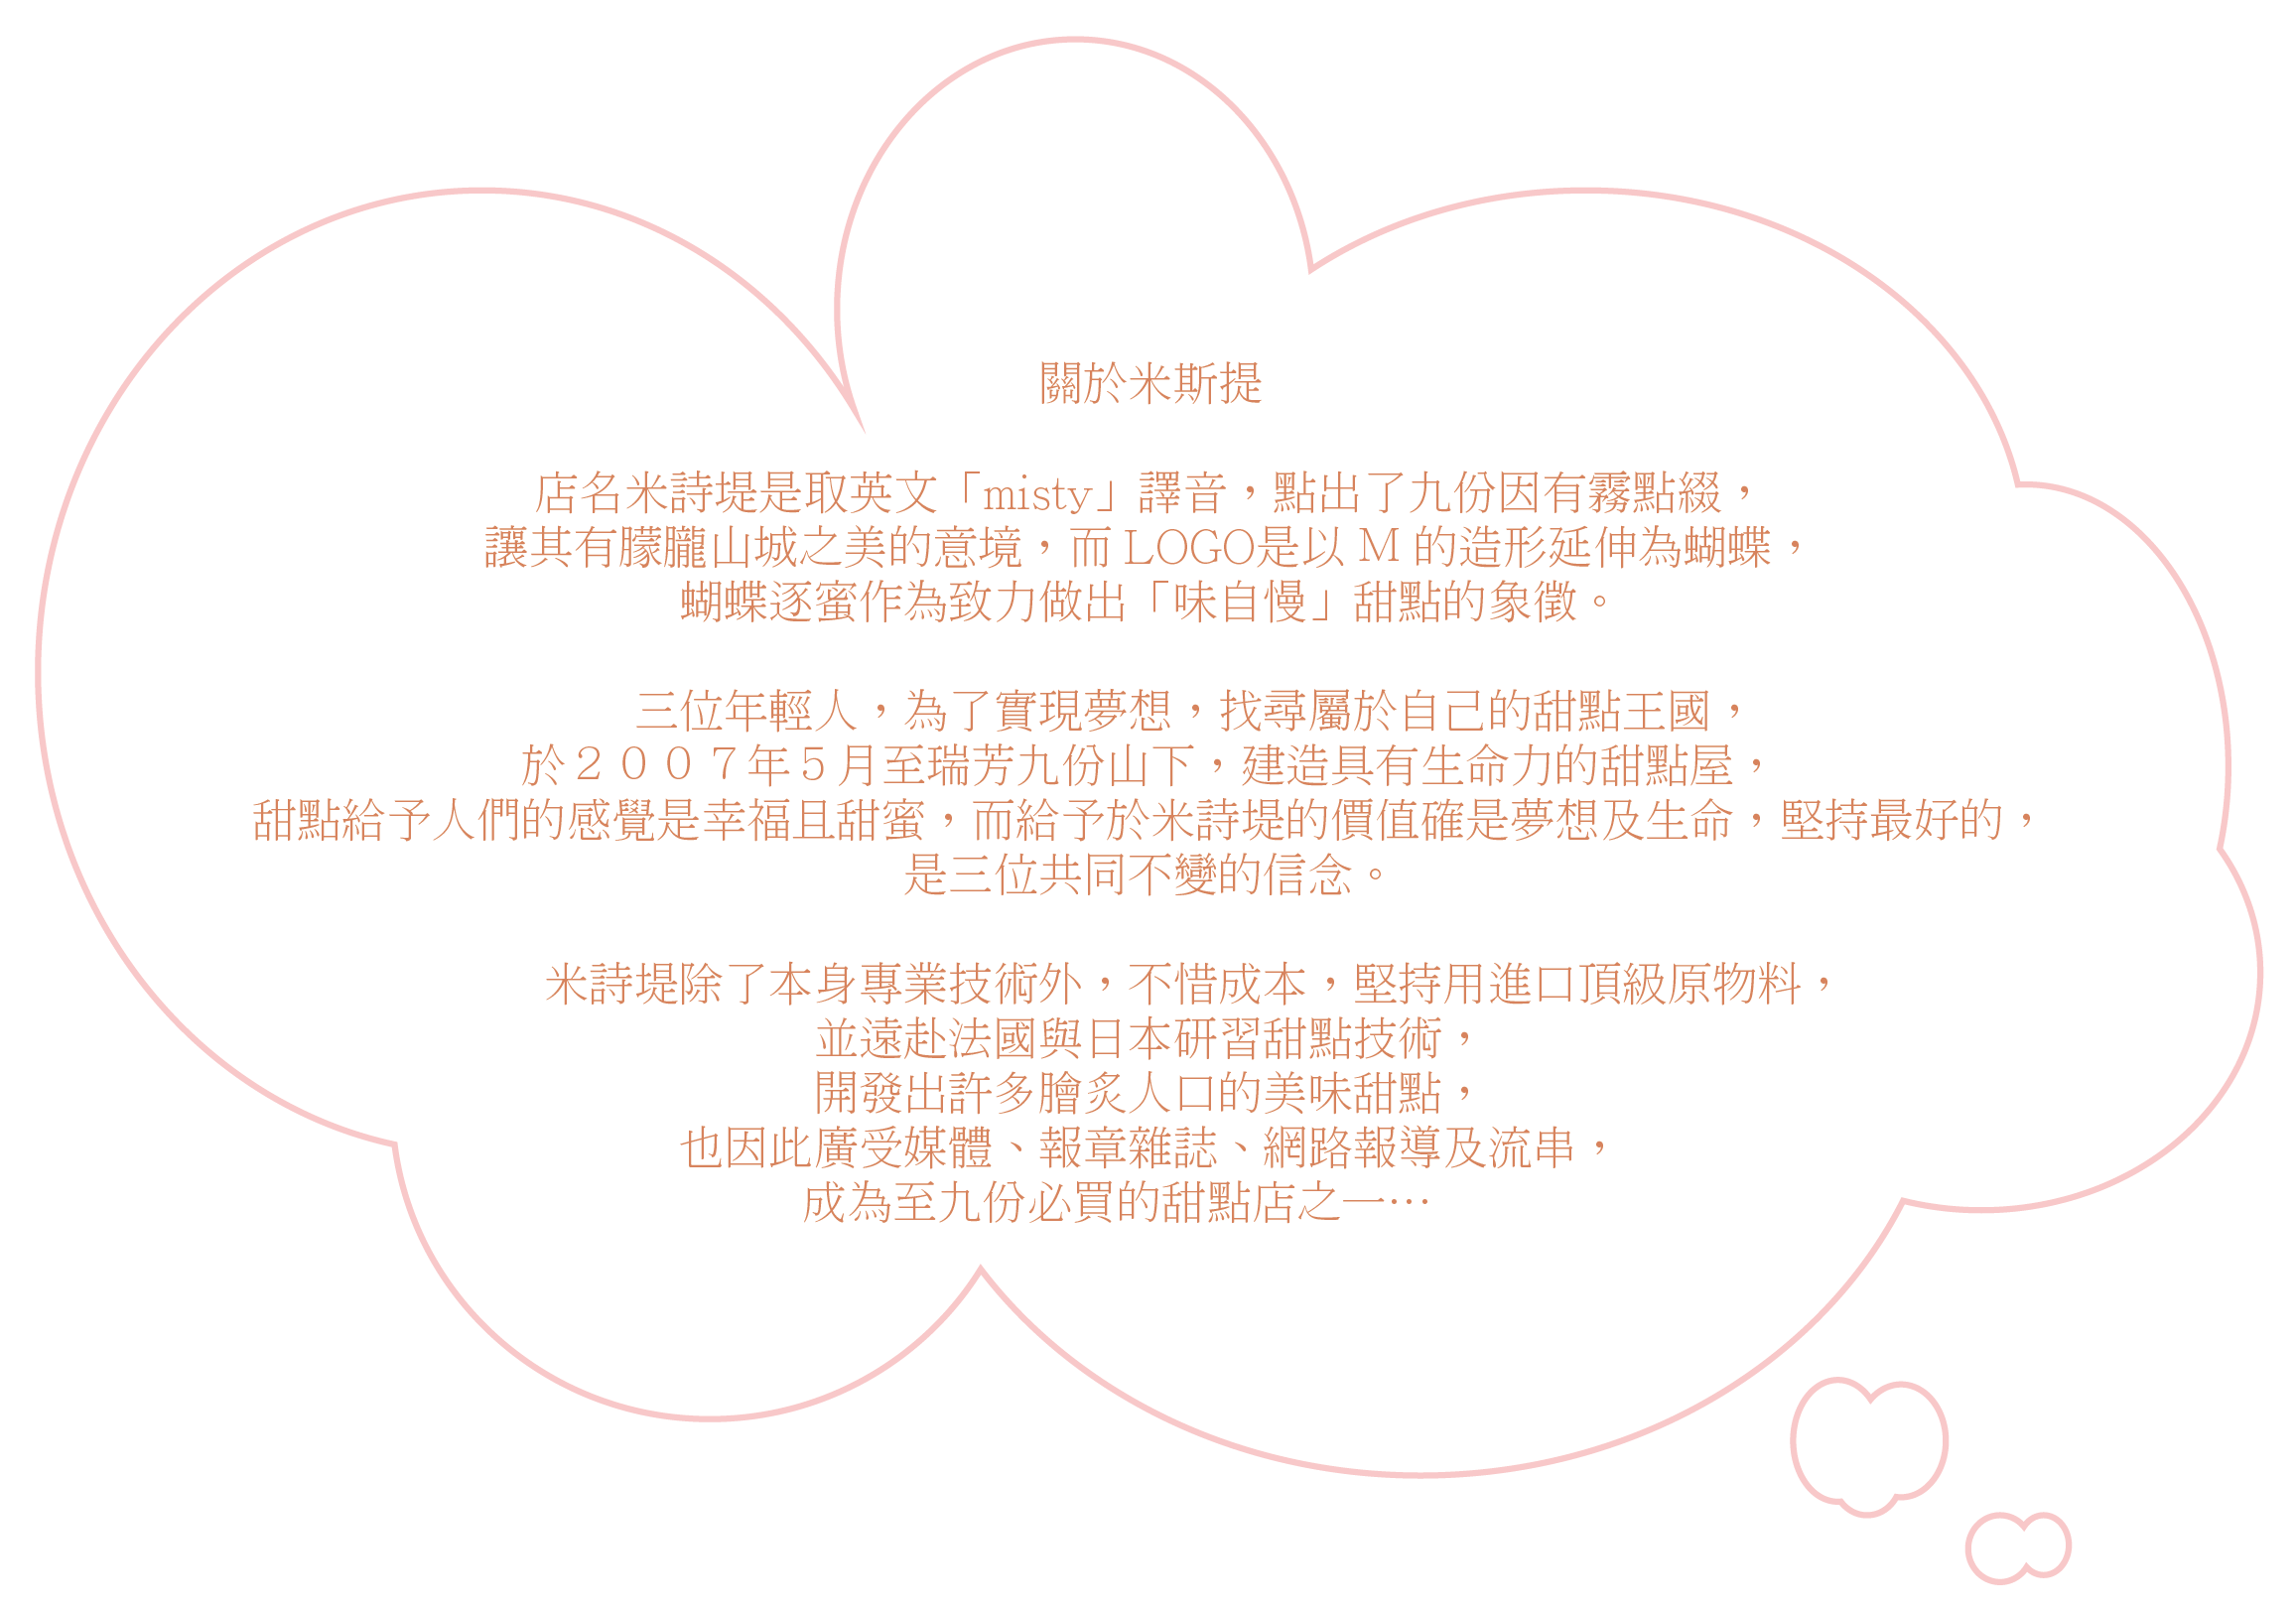 關於米斯提
店名米詩堤是取英文「misty」譯音，點出了九份因有霧點綴，
讓其有朦朧山城之美的意境，而 LOGO是以 M 的造形延伸為蝴蝶，
蝴蝶逐蜜作為致力做出「味自慢」甜點的象徵。
三位年輕人，為了實現夢想，找尋屬於自己的甜點王國，
於２００７年５月至瑞芳九份山下，建造具有生命力的甜點屋，
甜點給予人們的感覺是幸福且甜蜜，而給予於米詩堤的價值確是夢想及生命，堅持最好的，
是三位共同不變的信念。
米詩堤除了本身專業技術外，不惜成本，堅持用進口頂級原物料，
並遠赴法國與日本研習甜點技術，
開發出許多膾炙人口的美味甜點，
也因此廣受媒體、報章雜誌、網路報導及流串，
成為至九份必買的甜點店之一…